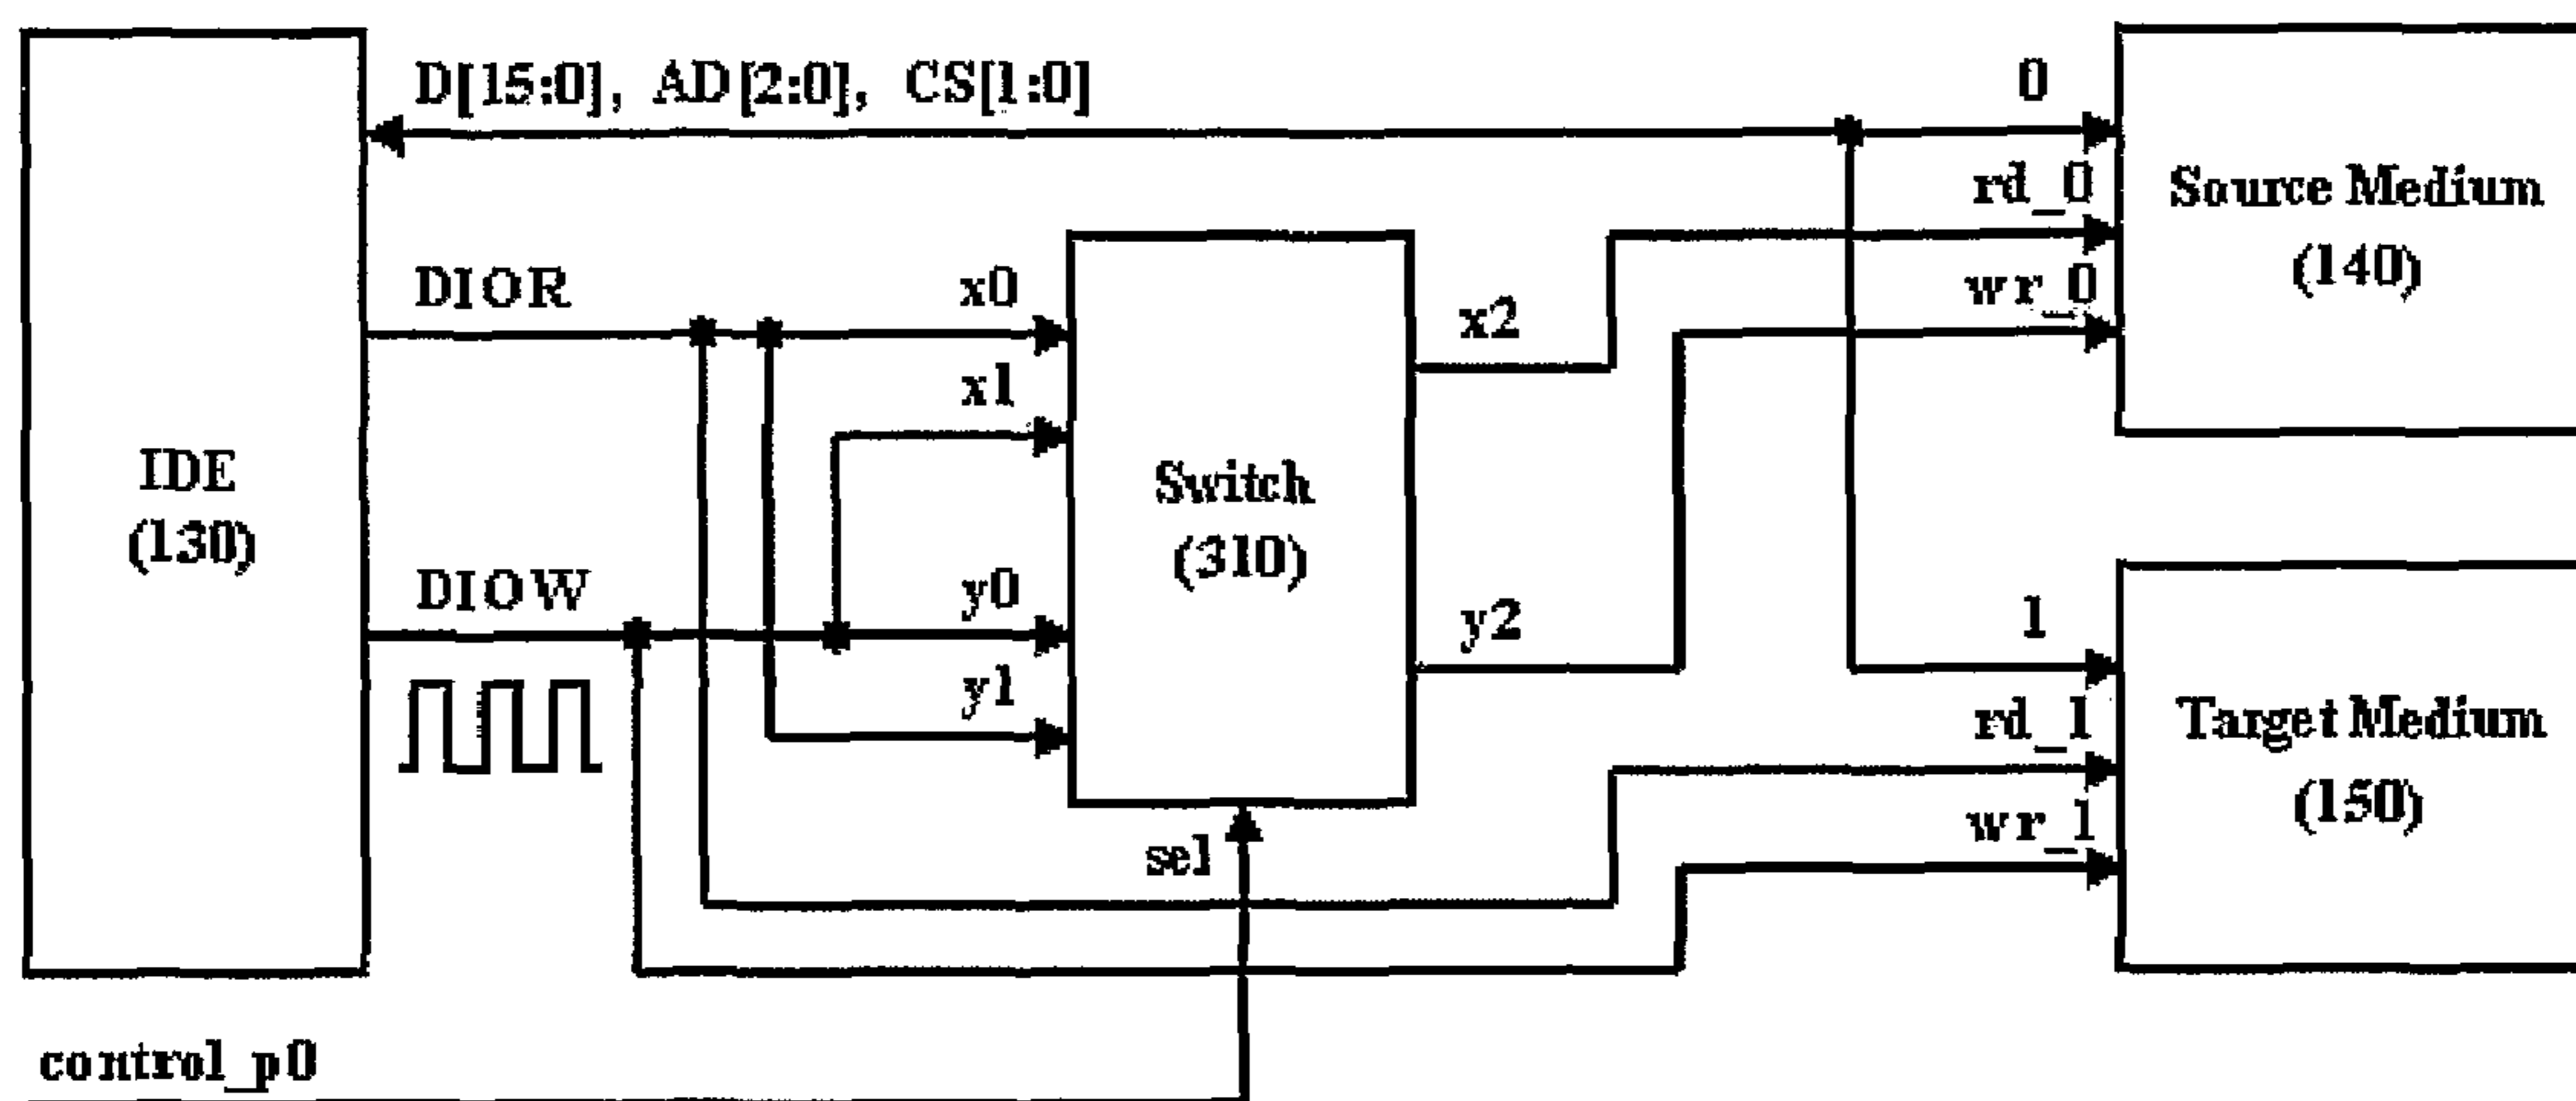 D[15:0], AD[2:0], CS[1:0]
0
rd_0
Source Medium
(140)
wr_0
DIOR
x0
x2
x1
IDE
(130)
Switch
(310)
DIOW
y0
y2
1
y1
rd_1
Target Medium
(150)
wr_1
sel
control_p0